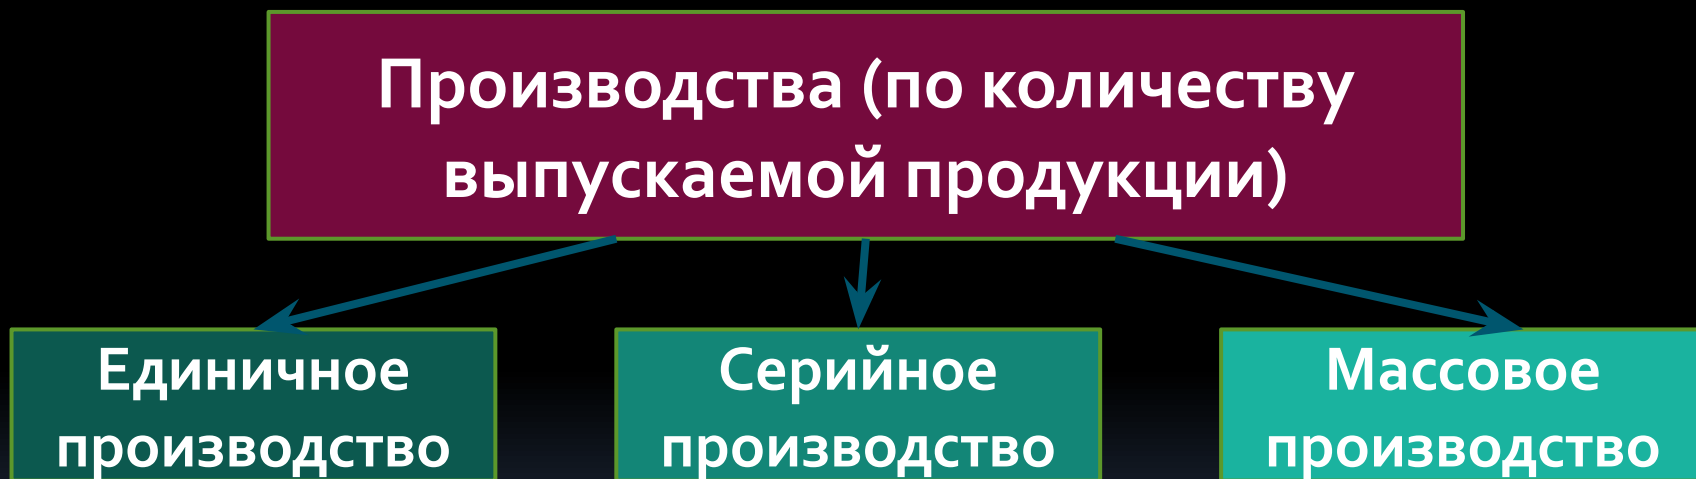 Производства (по количеству
выпускаемой продукции)
Единичное
производство
Серийное
производство
Массовое
производство